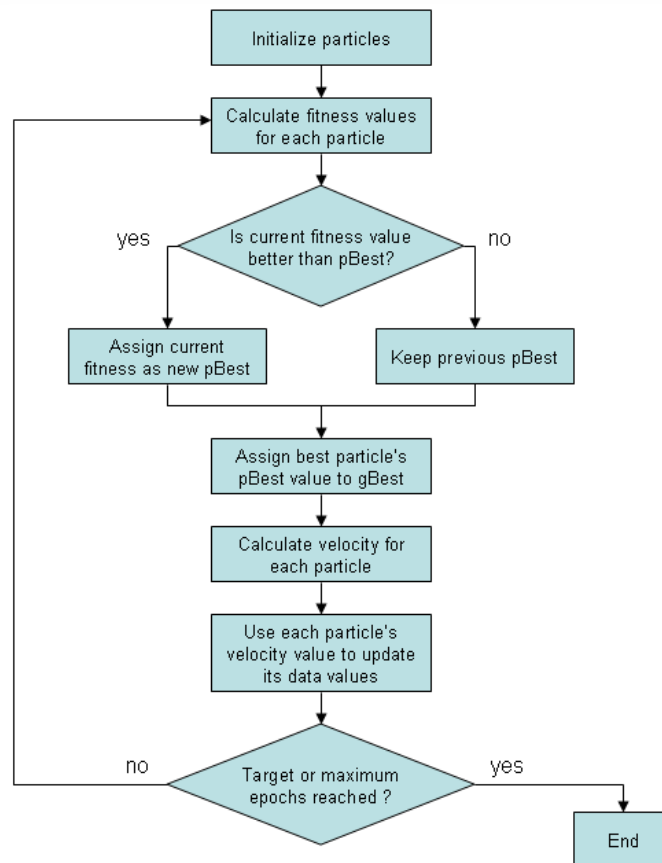 Initialize particles
Calculate fitness values
for each particle
Is current fitness value
better than pBest?
yes
no
Assign current
fitness as new pBest
Keep previous pBest
Assign best particle's
pBest value to gBest
Calculate velocity for
each particle
Use each particle's
velocity value to update
its data values
Target or maximum
epochs reached ?
no
yes
End